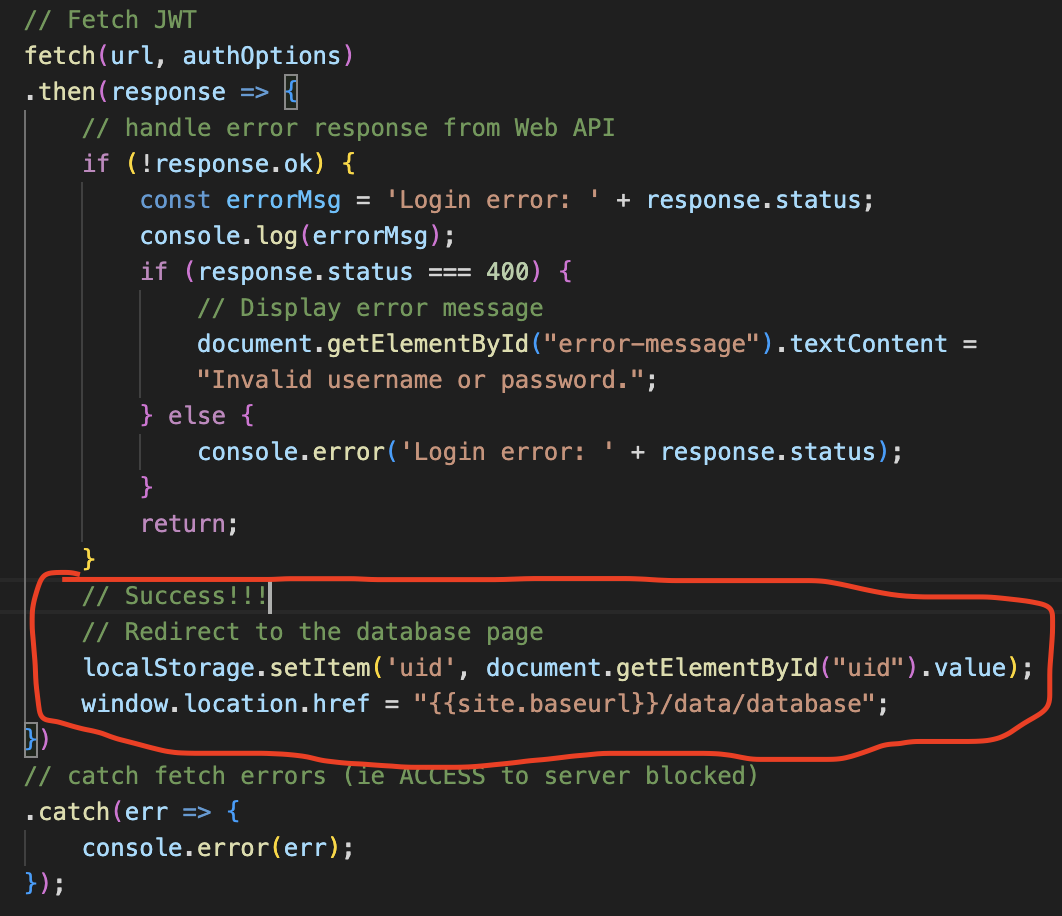 // Fetch JWT
fetch(url, authOptions)
.then(response => {
    // handle error response from Web API
    if (!response.ok) {
        const errorMsg = 'Login error: ' + response.status;
        console.log(errorMsg);
        if (response.status === 400) {
            // Display error message
            document.getElementById("error-message").textContent =
            "Invalid username or password.";
        } else {
            console.error('Login error: ' + response.status);
        }
        return;
    }
    // Success!!!
    // Redirect to the database page
    localStorage.setItem('uid', document.getElementById("uid").value);
    window.location.href = "{{site.baseurl}}/data/database";
})
// catch fetch errors (ie ACCESS to server blocked)
.catch(err => {
    console.error(err);
});